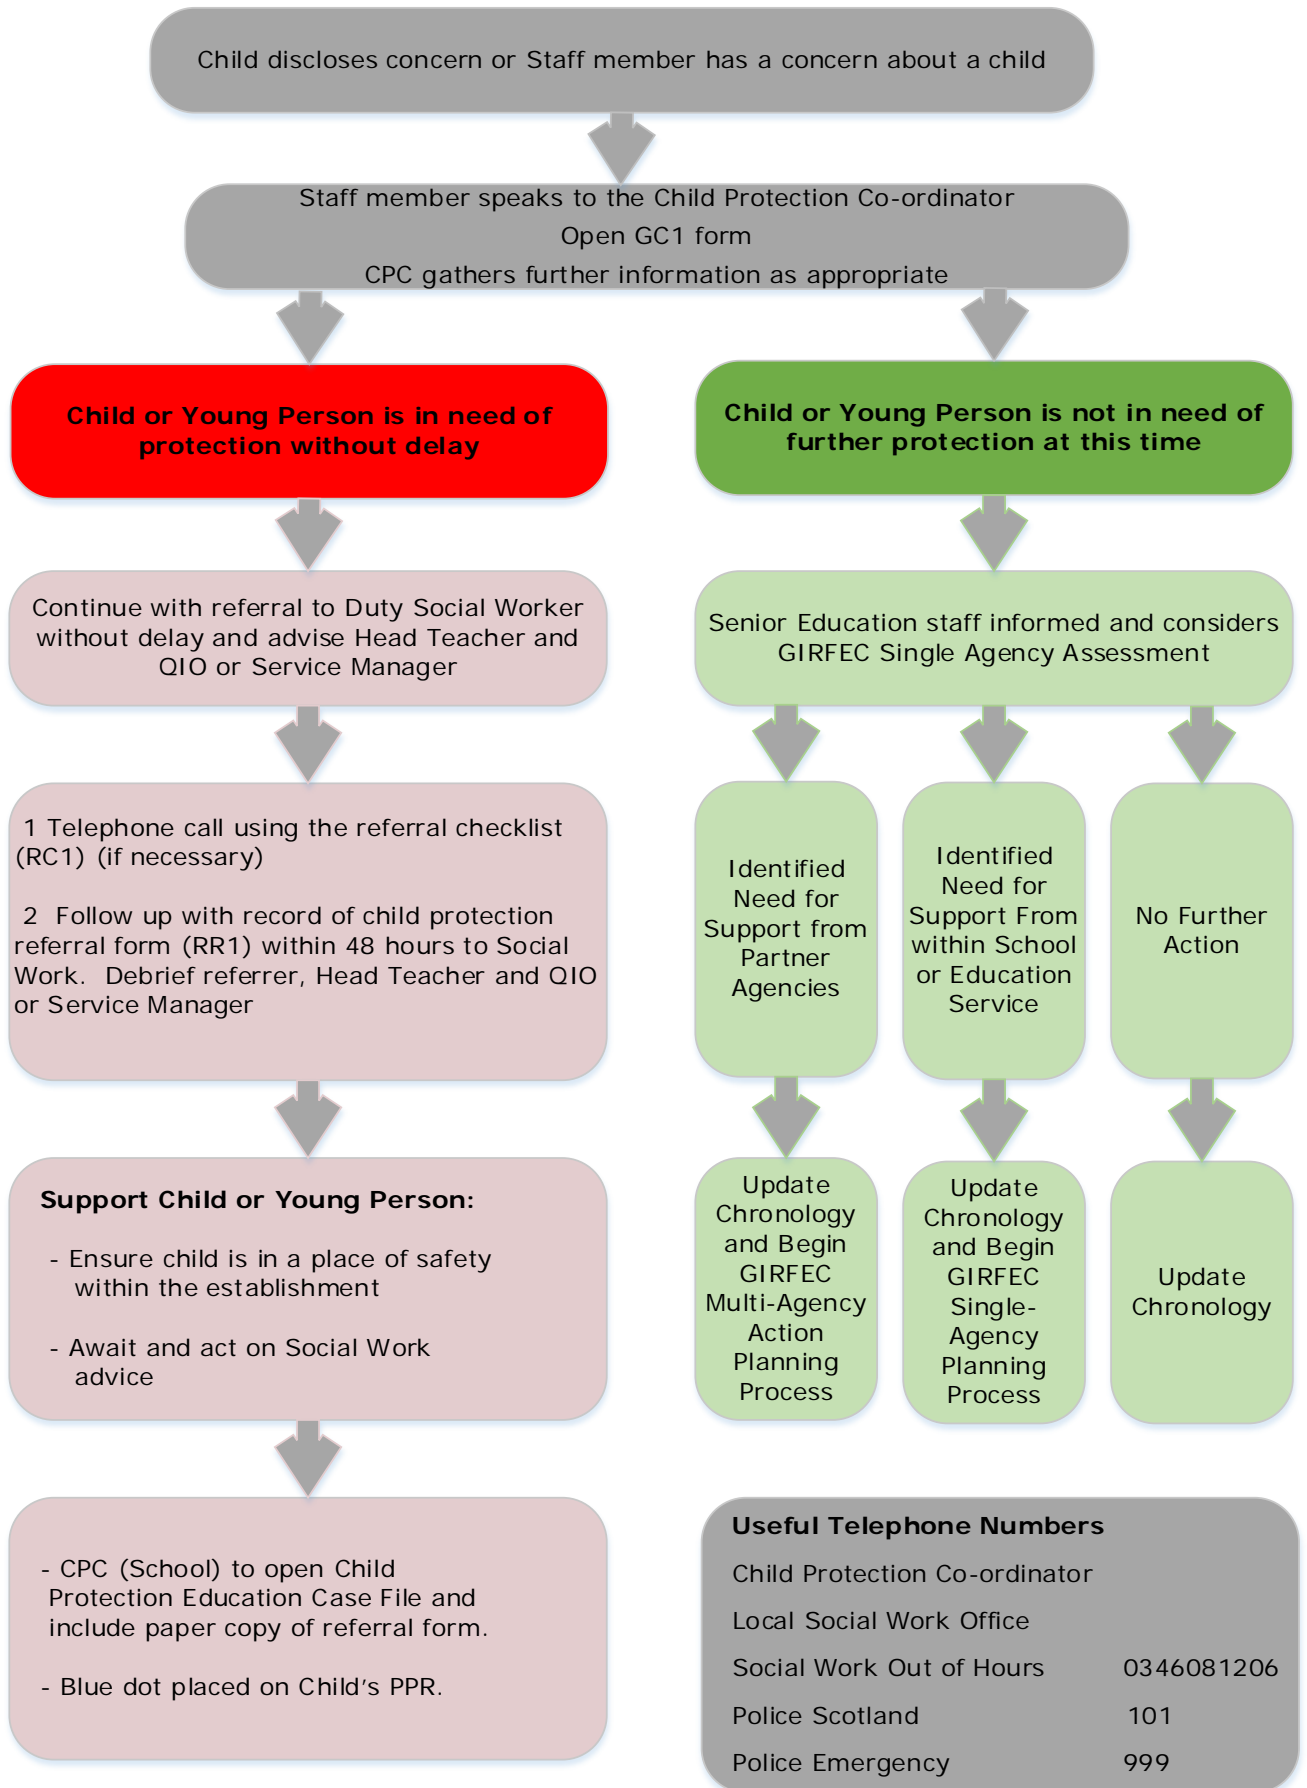 Child discloses concern or Staff member has a concern about a child
Staff member speaks to the Child Protection Co-ordinator
Open GC1 form
CPC gathers further information as appropriate
Child or Young Person is in need of
protection without delay
Continue with referral to Duty Social Worker
without delay and advise Head Teacher and
QIO or Service Manager
1 Telephone call using the referral checklist
(RC1) (if necessary)
2 Follow up with record of child protection
referral form (RR1) within 48 hours to Social
Work. Debrief referrer, Head Teacher and QIO
or Service Manager
Support Child or Young Person:
- Ensure child is in a place of safety
within the establishment
- Await and act on Social Work
advice
- CPC (School) to open Child
Protection Education Case File and
include paper copy of referral form.
- Blue dot placed on Child’s PPR.
Child or Young Person is not in need of
further protection at this time
Senior Education staff informed and considers
GIRFEC Single Agency Assessment
Identified
Need for
Support from
Partner
Agencies
Update
Chronology
and Begin
GIRFEC
Multi-Agency
Action
Planning
Process
Identified
Need for
Support From
within School
or Education
Service
Update
Chronology
and Begin
GIRFEC
Single-
Agency
Planning
Process
No Further
Action
Update
Chronology
Useful Telephone Numbers
Child Protection Co-ordinator
Local Social Work Office
Social Work Out of Hours 0346081206
Police Scotland 101
Police Emergency 999